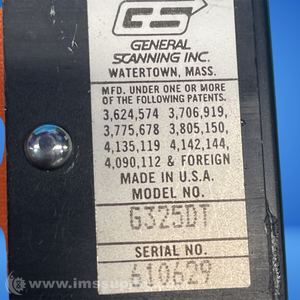 GS
GENERAL
SCANNING INC.
WATERTOWN, MASS.
MFD. UNDER ONE OR MORE
OF THE FOLLOWING PATENTS.
3,624,574 3,706,919,
3,775,678 3,805,150,
4,135,119 4,142,144,
4,090,112 & FOREIGN
MADE IN U.S.A.
MODEL NO.
G325DT
SERIAL NO.
610629
© www.imssup